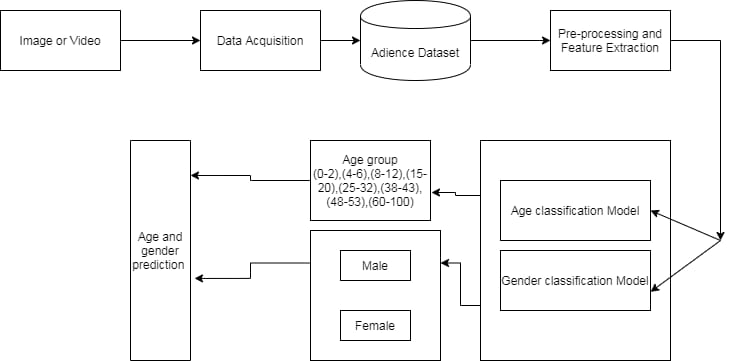 Image or Video
Data Acquisition
Adience Dataset
Pre-processing and
Feature Extraction
Age group
(0-2),(4-6),(8-12),(15-
20),(25-32),(38-43),
(48-53),(60-100)
Age classification Model
Gender classification Model
Male
Female
Age and
gender
prediction